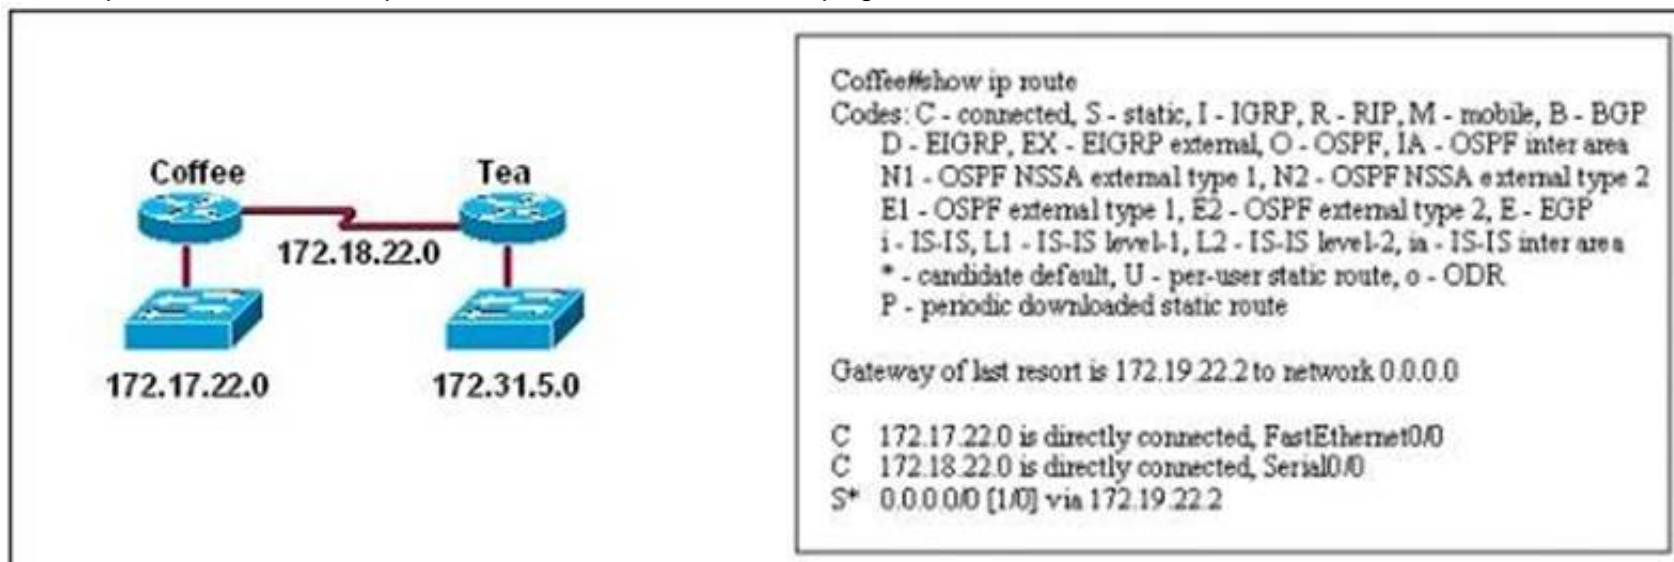 Coffee
Tea
172.18.22.0
172.17.22.0
172.31.5.0
Coffee#show ip route
Codes: C - connected, S - static, I - IGRP, R - RIP, M - mobile, B - BGP
D - EIGRP, EX - EIGRP external, O - OSPF, IA - OSPF inter area
N1 - OSPF NSSA external type 1, N2 - OSPF NSSA external type 2
E1 - OSPF external type 1, E2 - OSPF external type 2, E - EGP
i - IS-IS, L1 - IS-IS level-1, L2 - IS-IS level-2, ia - IS-IS inter area
* - candidate default, U - per-user static route, o - ODR
P - periodic downloaded static route
Gateway of last resort is 172.19.22.2 to network 0.0.0.0
C 172.17.22.0 is directly connected, FastEthernet0/0
C 172.18.22.0 is directly connected, Serial0/0
S* 0.0.0.0/0 [1/0] via 172.19.22.2